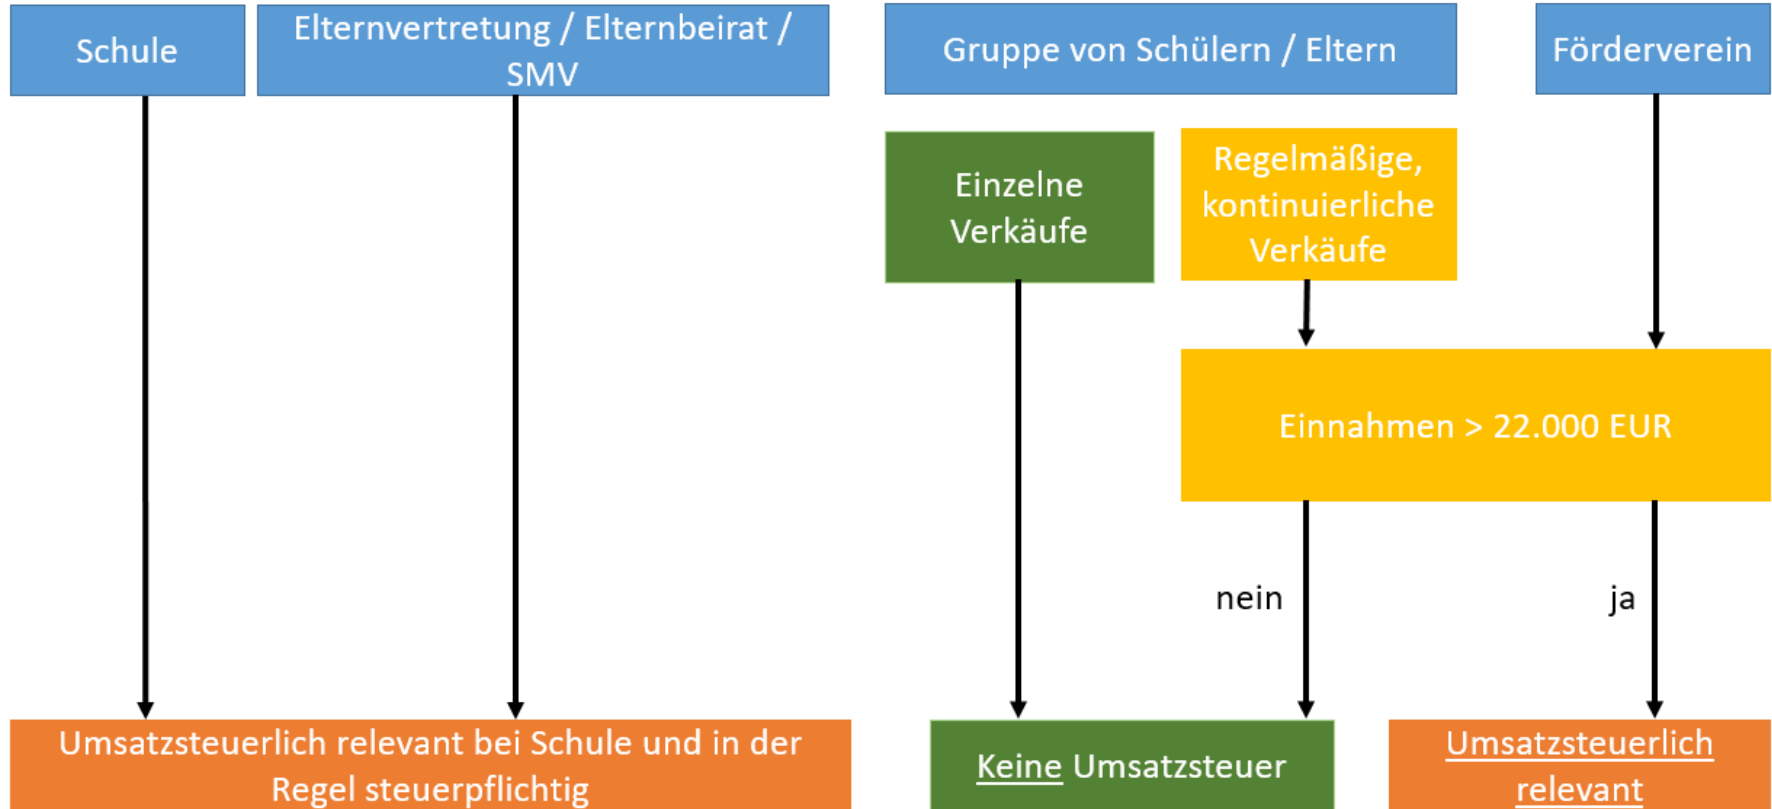 Schule
Elternvertretung / Elternbeirat /
SMV
Gruppe von Schülern / Eltern
Förderverein
Einzelne
Verkäufe
Regelmäßige,
kontinuierliche
Verkäufe
Einnahmen > 22.000 EUR
nein
ja
Umsatzsteuerlich relevant bei Schule und in der
Regel steuerpflichtig
Keine Umsatzsteuer
Umsatzsteuerlich
relevant